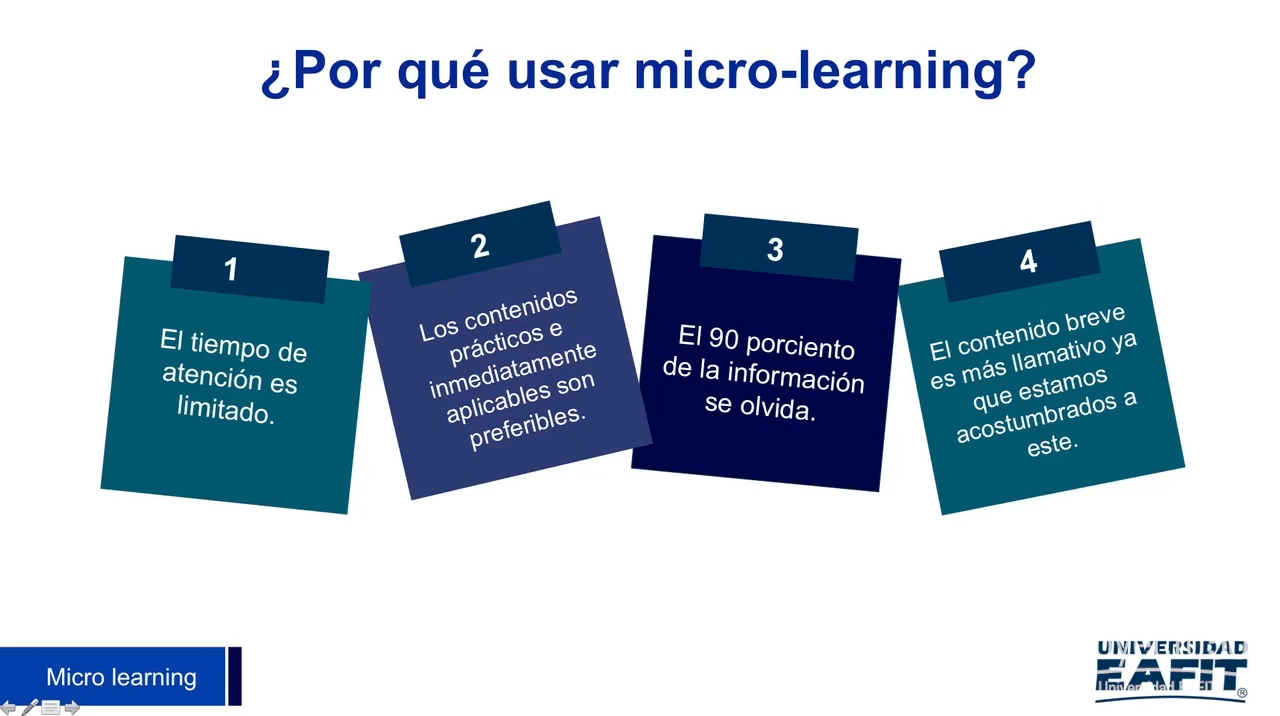 ¿Por qué usar micro-learning?
1
El tiempo de
atención es
limitado.
2
Los contenidos
prácticos e
inmediatamente
aplicables son
preferibles.
3
El 90 porciento
de la información
se olvida.
4
El contenido breve
es más llamativo ya
que estamos
acostumbrados a
este.
Micro learning
UNIVERSIDAD
EAFIT®